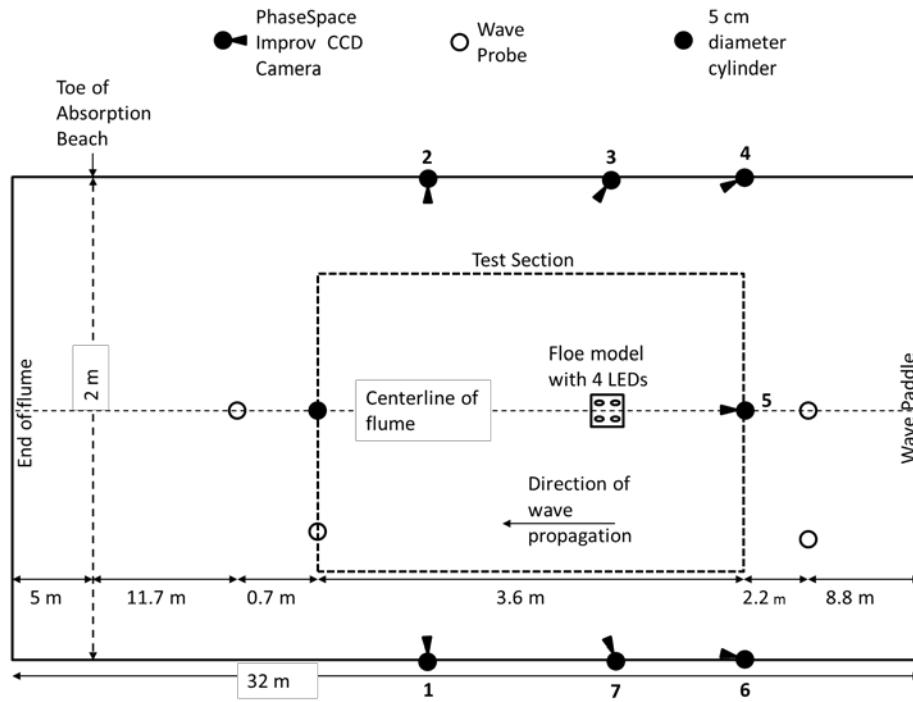 PhaseSpace
Improv CCD
Camera
Wave
Probe
5 cm
diameter
cylinder
Toe of
Absorption
Beach
2
3
4
Test Section
Floe model
with 4 LEDs
2 m
End of flume
Centerline of
flume
5
Wave Paddle
Direction of
wave
propagation
5 m
11.7 m
0.7 m
3.6 m
2.2 m
8.8 m
32 m
1
7
6